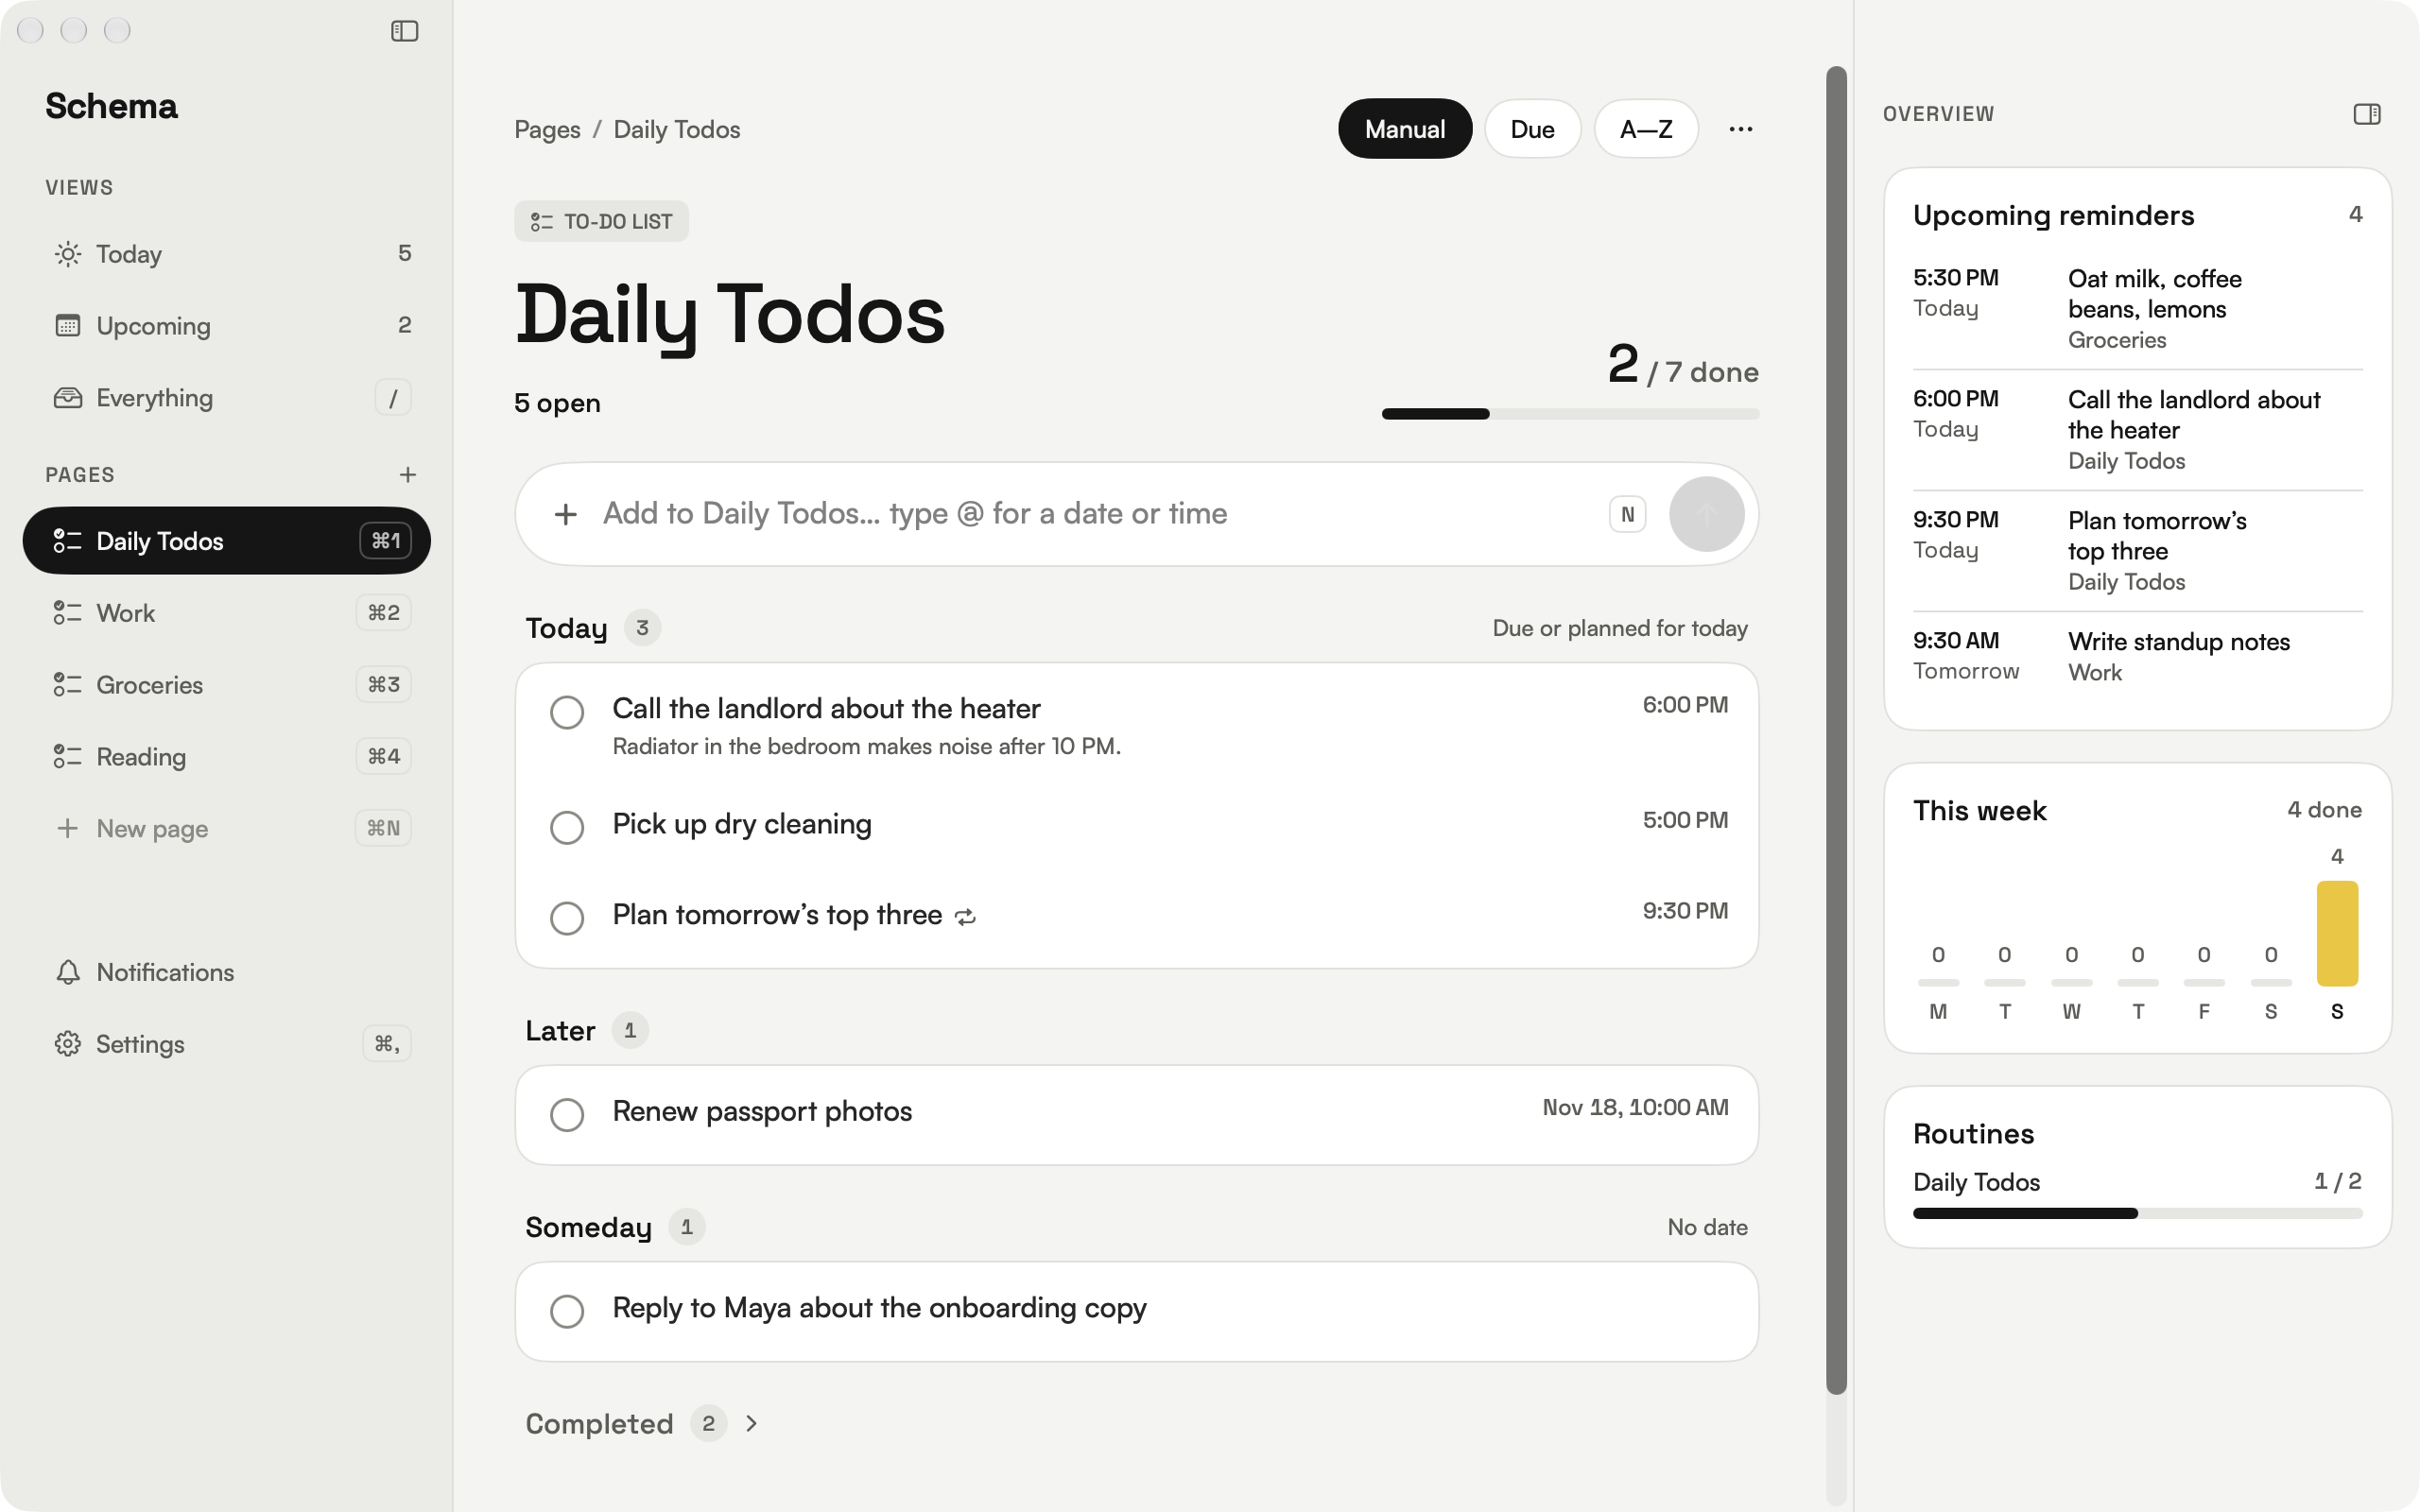 Schema
VIEWS
Today 5
Upcoming 2
Everything /
PAGES +
Daily Todos ⌘1
Work ⌘2
Groceries ⌘3
Reading ⌘4
+ New page ⌘N
Notifications
Settings ⌘,
Pages / Daily Todos
Manual Due A—Z ...
TO-DO LIST
Daily Todos
2 / 7 done
5 open
+ Add to Daily Todos... type @ for a date or time N
Today 3 Due or planned for today
Call the landlord about the heater 6:00 PM
Radiator in the bedroom makes noise after 10 PM.
Pick up dry cleaning 5:00 PM
Plan tomorrow’s top three 9:30 PM
Later 1
Renew passport photos Nov 18, 10:00 AM
Someday 1 No date
Reply to Maya about the onboarding copy
Completed 2
OVERVIEW
Upcoming reminders 4
5:30 PM Oat milk, coffee
Today beans, lemons
Groceries
6:00 PM Call the landlord about
Today the heater
Daily Todos
9:30 PM Plan tomorrow’s
Today top three
Daily Todos
9:30 AM Write standup notes
Tomorrow Work
This week 4 done
4
0 0 0 0 0 0
M T W T F S S
Routines
Daily Todos 1 / 2